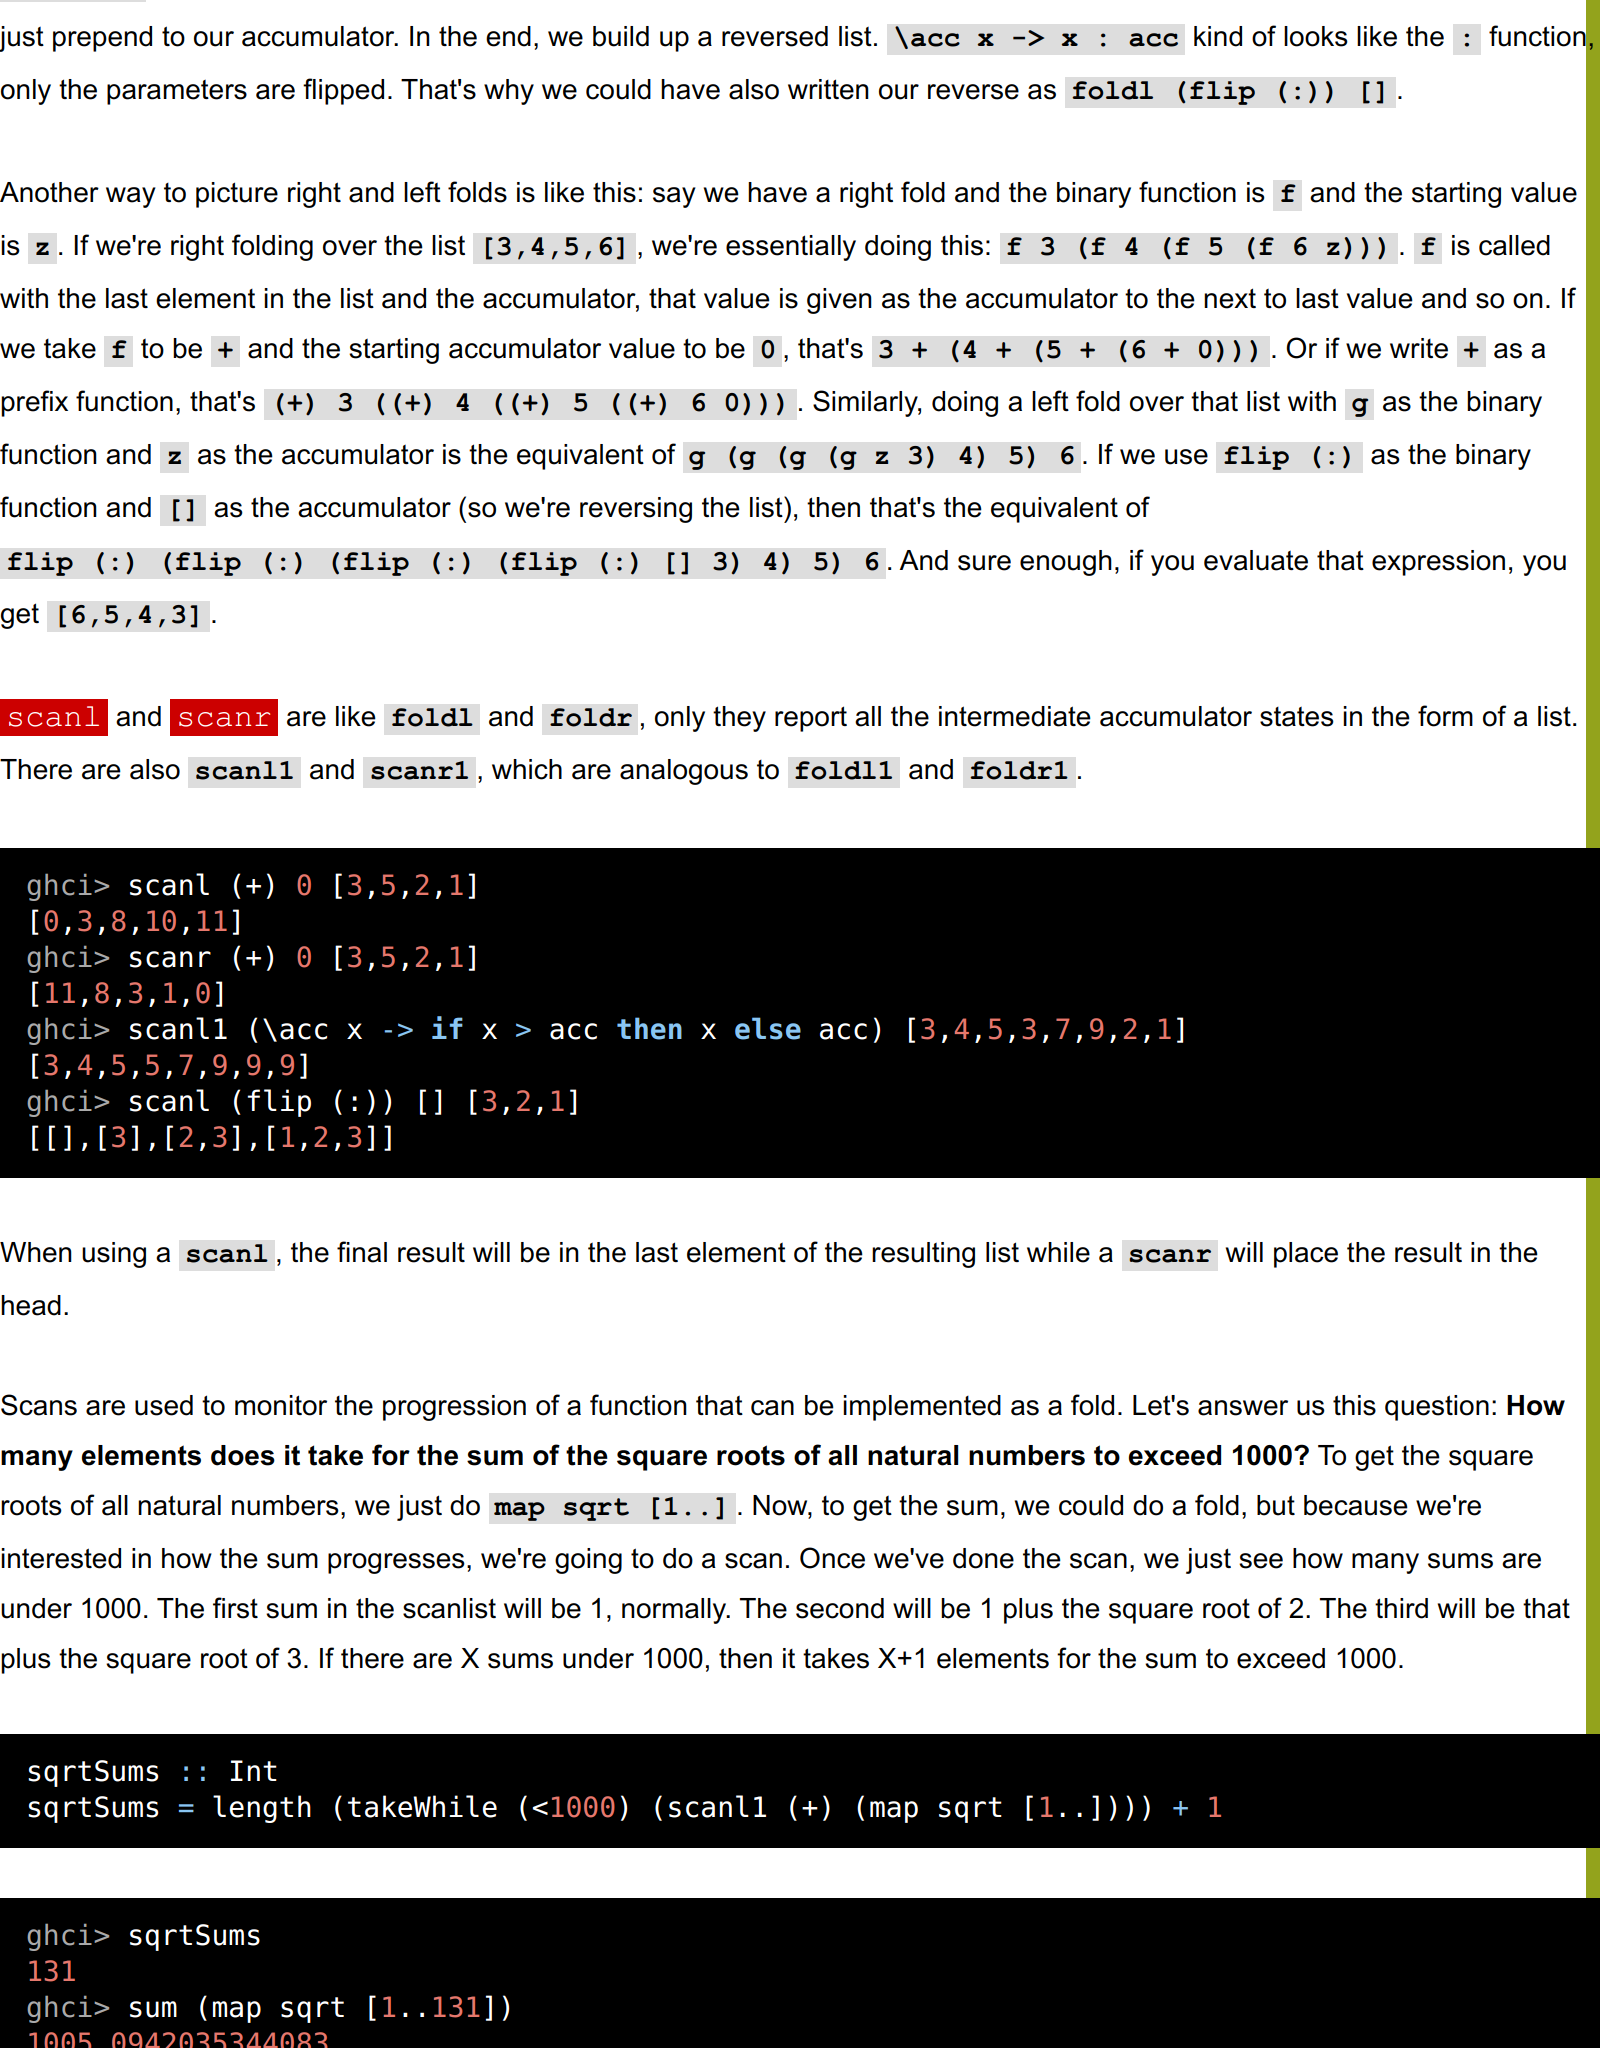 just prepend to our accumulator. In the end, we build up a reversed list. \acc x -> x : acc kind of looks like the : function,
only the parameters are flipped. That's why we could have also written our reverse as foldl (flip (:)) [].
Another way to picture right and left folds is like this: say we have a right fold and the binary function is f and the starting value
is z. If we're right folding over the list [3,4,5,6], we're essentially doing this: f 3 (f 4 (f 5 (f 6 z))). f is called
with the last element in the list and the accumulator, that value is given as the accumulator to the next to last value and so on. If
we take f to be + and the starting accumulator value to be 0, that's 3 + (4 + (5 + (6 + 0))). Or if we write + as a
prefix function, that's (+) 3 ((+) 4 ((+) 5 ((+) 6 0))). Similarly, doing a left fold over that list with g as the binary
function and z as the accumulator is the equivalent of g (g (g (g z 3) 4) 5) 6. If we use flip (:) as the binary
function and [] as the accumulator (so we're reversing the list), then that's the equivalent of
flip (:) (flip (:) (flip (:) (flip (:) [] 3) 4) 5) 6. And sure enough, if you evaluate that expression, you
get [6,5,4,3].
scanl and scanr are like foldl and foldr, only they report all the intermediate accumulator states in the form of a list.
There are also scanl1 and scanr1, which are analogous to foldl1 and foldr1.
ghci> scanl (+) 0 [3,5,2,1]
[0,3,8,10,11]
ghci> scanr (+) 0 [3,5,2,1]
[11,8,3,1,0]
ghci> scanl1 (\acc x -> if x > acc then x else acc) [3,4,5,3,7,9,2,1]
[3,4,5,5,7,9,9,9]
ghci> scanl (flip (:)) [] [3,2,1]
[[],[3],[2,3],[1,2,3]]
When using a scanl, the final result will be in the last element of the resulting list while a scanr will place the result in the
head.
Scans are used to monitor the progression of a function that can be implemented as a fold. Let's answer us this question: How
many elements does it take for the sum of the square roots of all natural numbers to exceed 1000? To get the square
roots of all natural numbers, we just do map sqrt [1..]. Now, to get the sum, we could do a fold, but because we're
interested in how the sum progresses, we're going to do a scan. Once we've done the scan, we just see how many sums are
under 1000. The first sum in the scanlist will be 1, normally. The second will be 1 plus the square root of 2. The third will be that
plus the square root of 3. If there are X sums under 1000, then it takes X+1 elements for the sum to exceed 1000.
sqrtSums :: Int
sqrtSums = length (takeWhile (<1000) (scanl1 (+) (map sqrt [1..]))) + 1
ghci> sqrtSums
131
ghci> sum (map sqrt [1..131])
1005.0942035344083